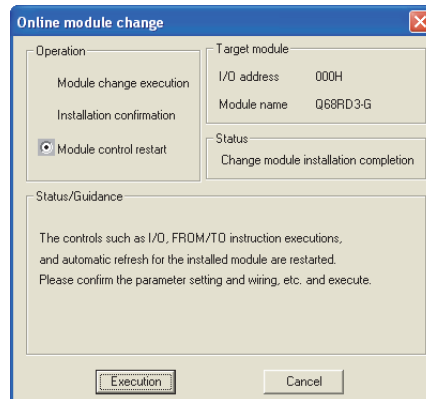 Online module change
Operation
Module change execution
Installation confirmation
Module control restart
Target module
I/O address 000H
Module name Q68RD3-G
Status
Change module installation completion
Status/Guidance
The controls such as I/O, FROM/TO instruction executions,
and automatic refresh for the installed module are restarted.
Please confirm the parameter setting and wiring, etc. and execute.
Execution
Cancel